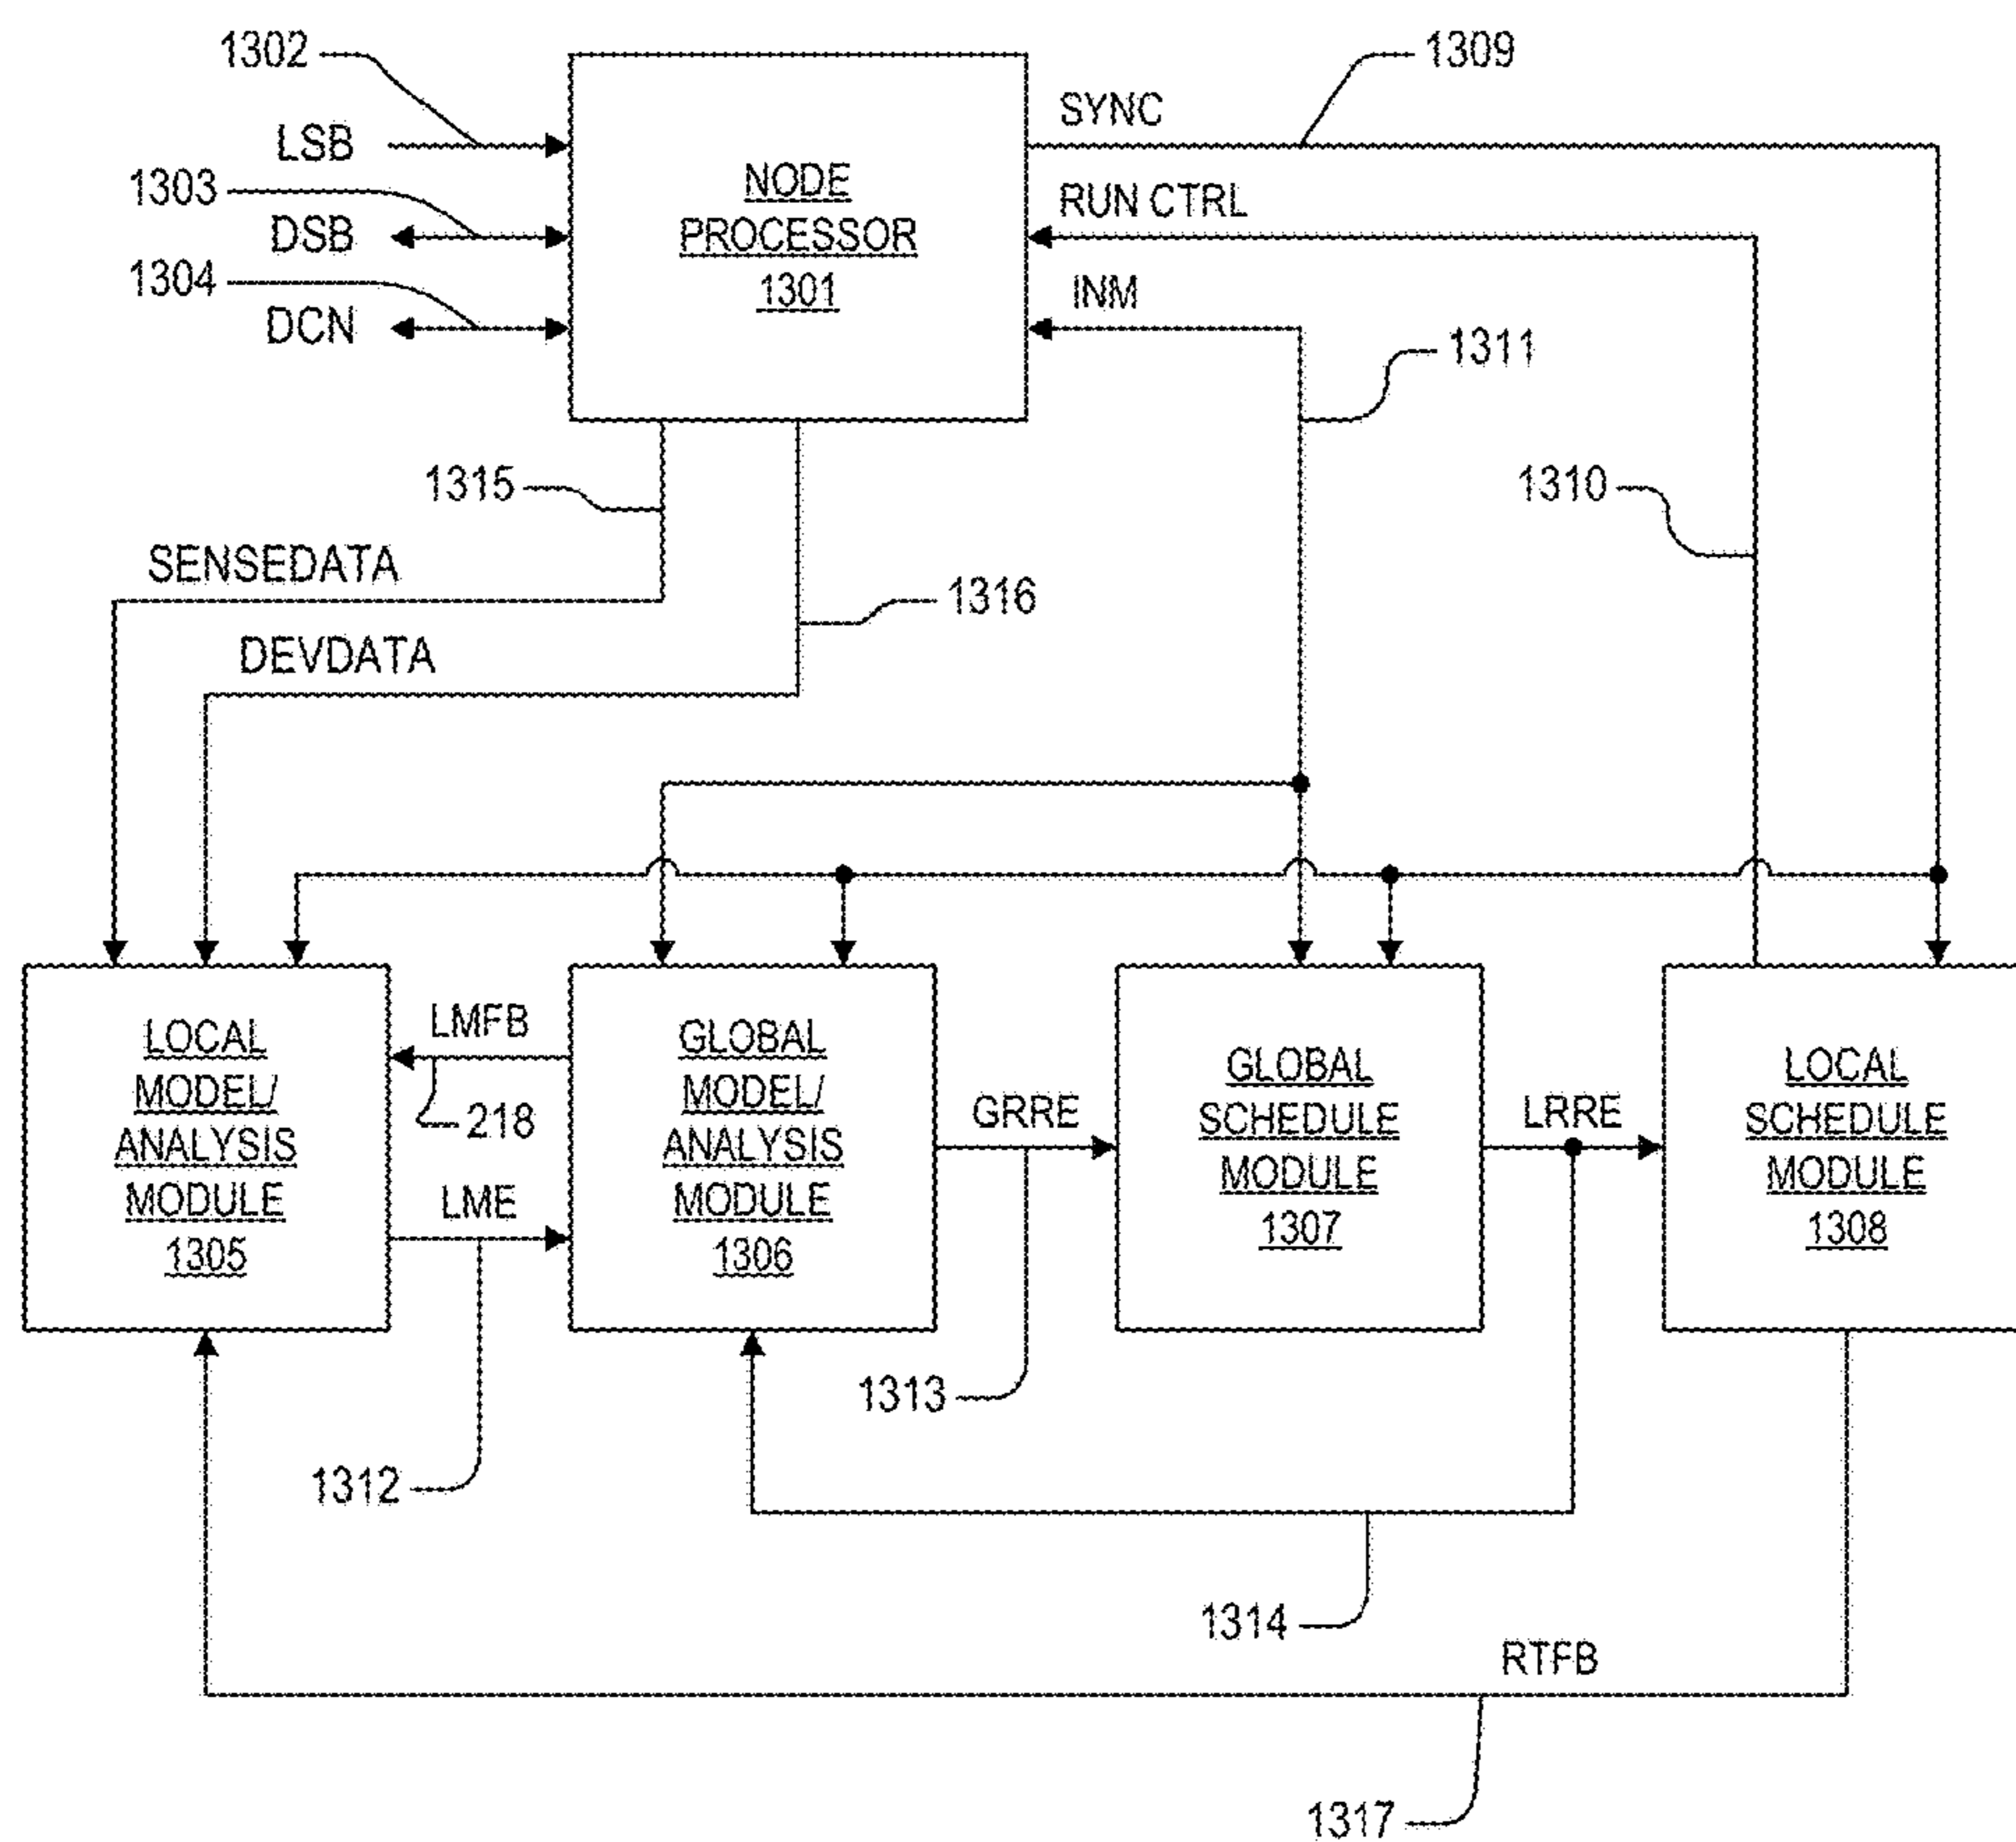 1302
1309
SYNC
LSB
1303
NODE
PROCESSOR
1301
RUN CTRL
DSB
1304
INM
DCN
1311
1315
1310
SENSEDATA
1316
DEVDATA
LOCAL
MODEL/
ANALYSIS
MODULE
1305
LMFB
218
LME
GLOBAL
MODEL/
ANALYSIS
MODULE
1306
GRRE
GLOBAL
SCHEDULE
MODULE
1307
LRRE
LOCAL
SCHEDULE
MODULE
1308
1313
1312
1314
RTFB
1317